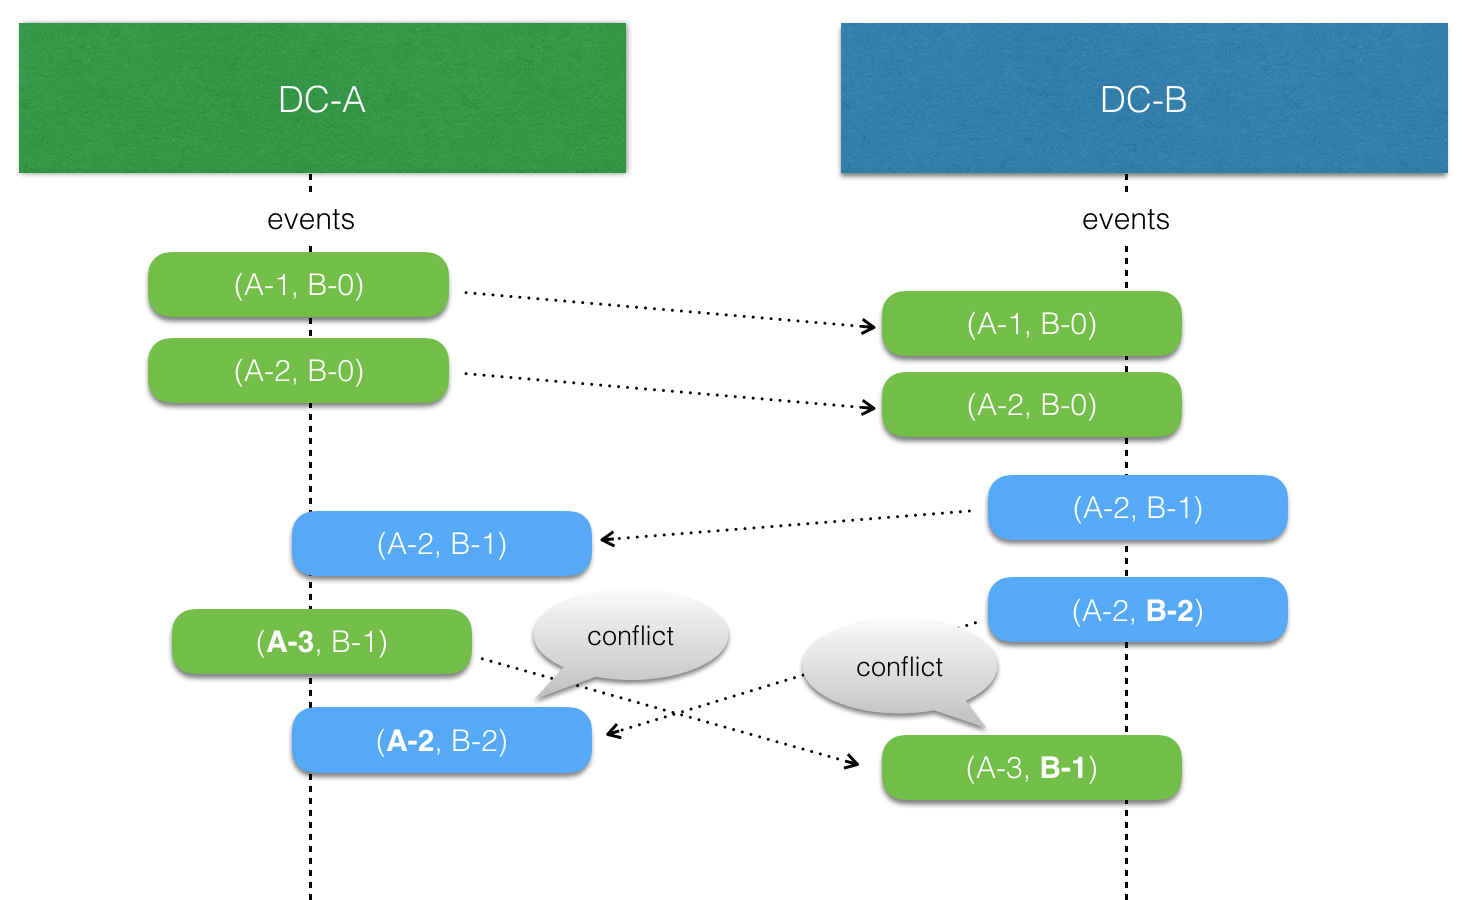 DC-A
DC-B
events
events
(A-1, B-0)
(A-1, B-0)
(A-2, B-0)
(A-2, B-0)
(A-2, B-1)
(A-2, B-1)
(A-2, B-2)
(A-3, B-1)
conflict
conflict
(A-2, B-2)
(A-3, B-1)